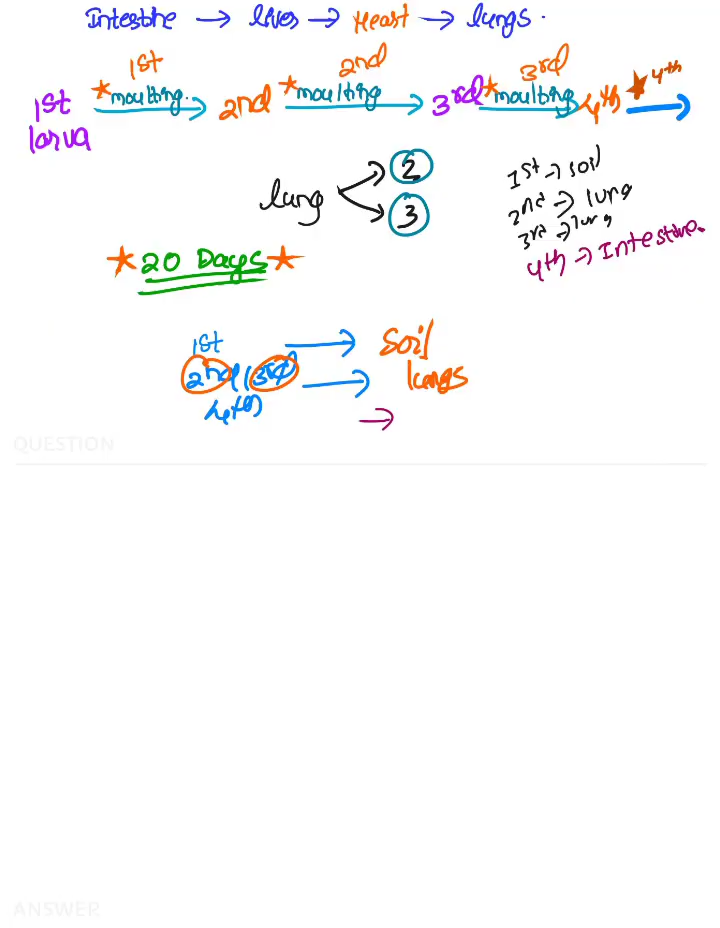 Intestine → liver → Heart → lungs.
1st 2nd 3rd ★ 4th
1st larva ★ moulting → 2nd ★ moulting → 3rd ★ moulting → 4th →
lung → 2
→ 3
1st → soil
2nd → lung
3rd → lung
4th → Intestine.
★ 20 Days ★
1st → soil
2nd / 3rd → lungs
4th →
QUESTION
ANSWER